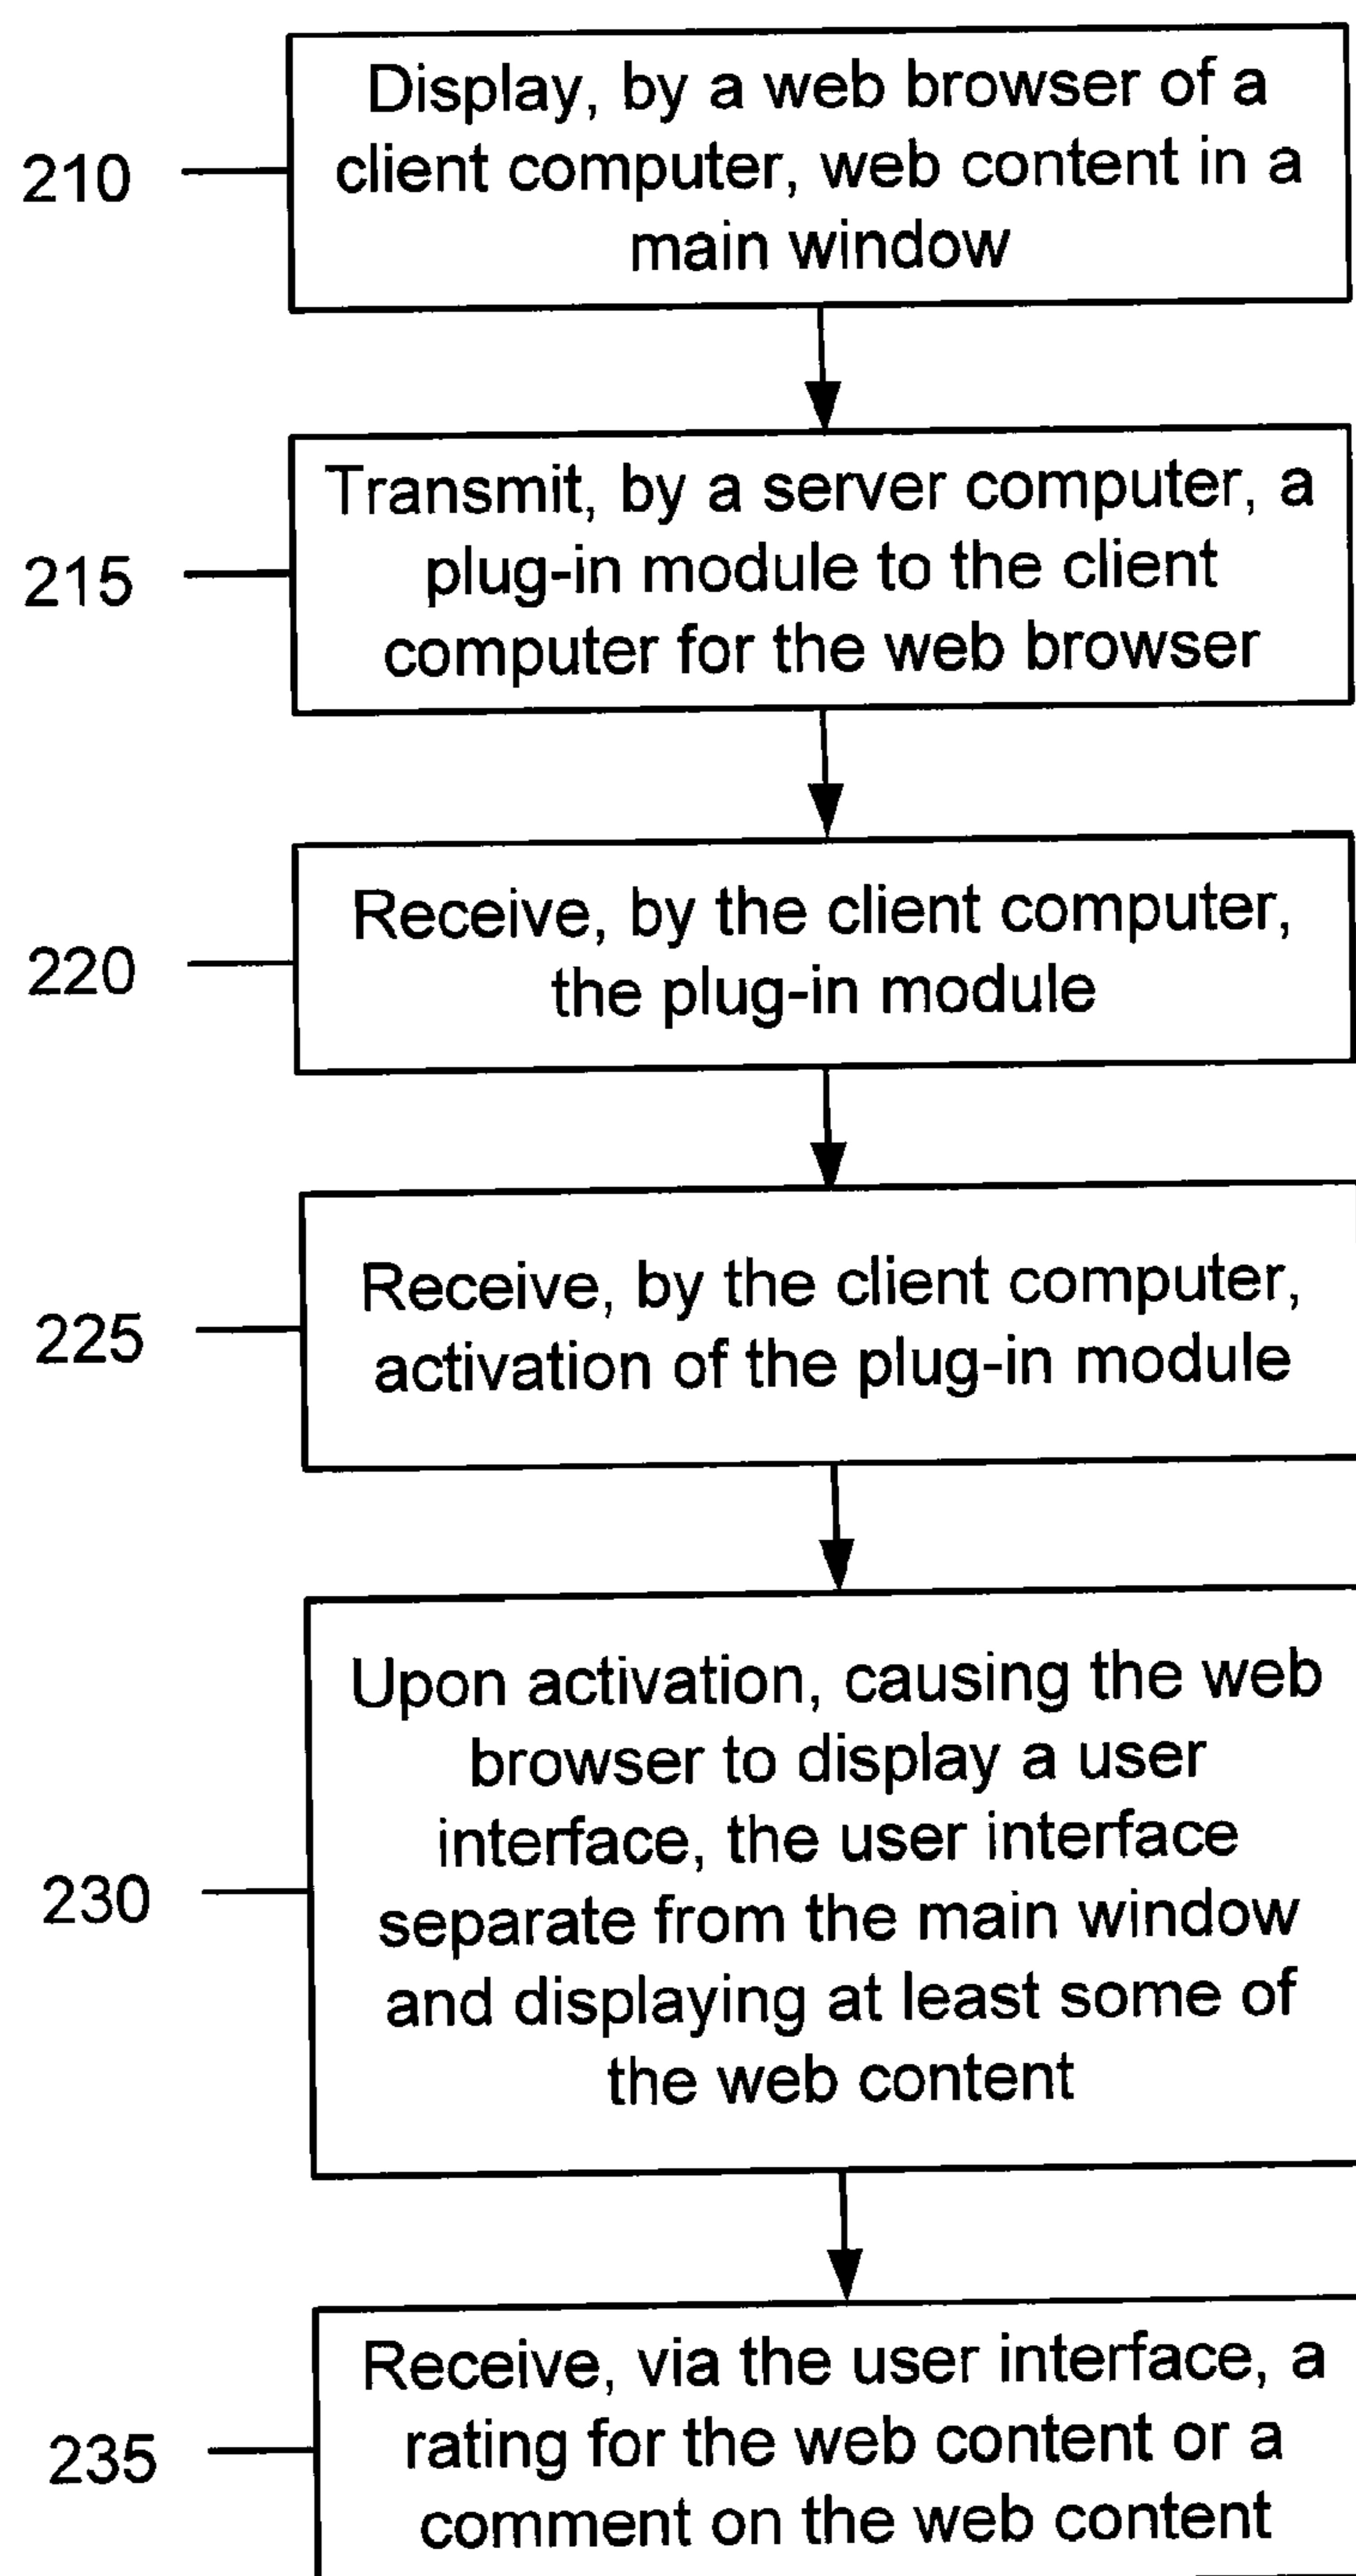 Display, by a web browser of a
client computer, web content in a
main window
210
Transmit, by a server computer, a
plug-in module to the client
computer for the web browser
215
Receive, by the client computer,
the plug-in module
220
Receive, by the client computer,
activation of the plug-in module
225
Upon activation, causing the web
browser to display a user
interface, the user interface
separate from the main window
and displaying at least some of
the web content
230
Receive, via the user interface, a
rating for the web content or a
comment on the web content
235